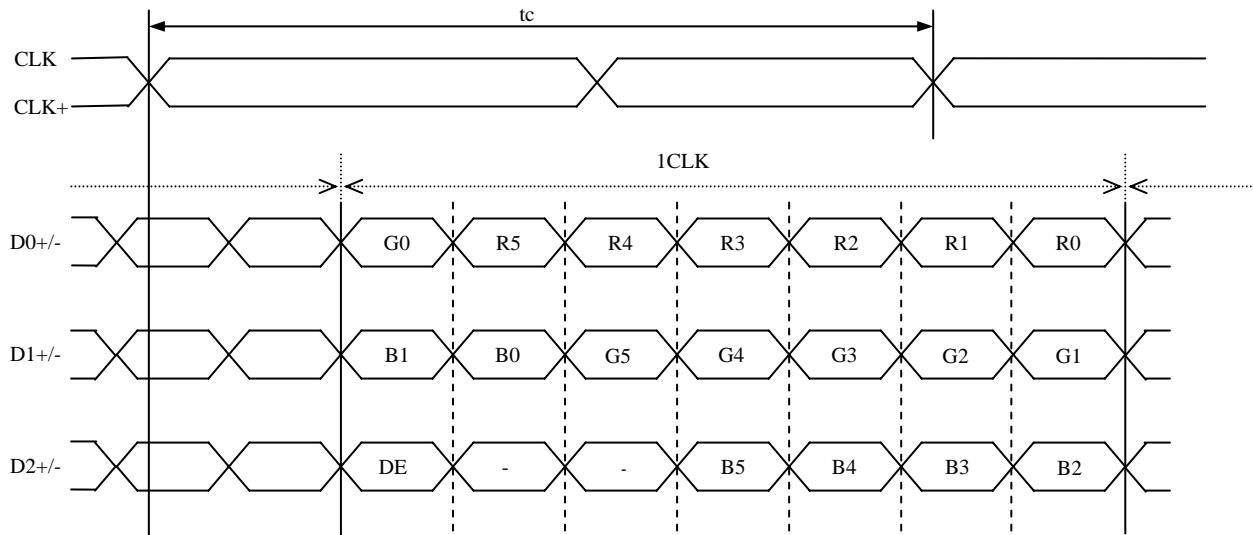 tc
CLK
CLK+
1CLK
D0+/- G0 R5 R4 R3 R2 R1 R0
D1+/- B1 B0 G5 G4 G3 G2 G1
D2+/- DE - - B5 B4 B3 B2